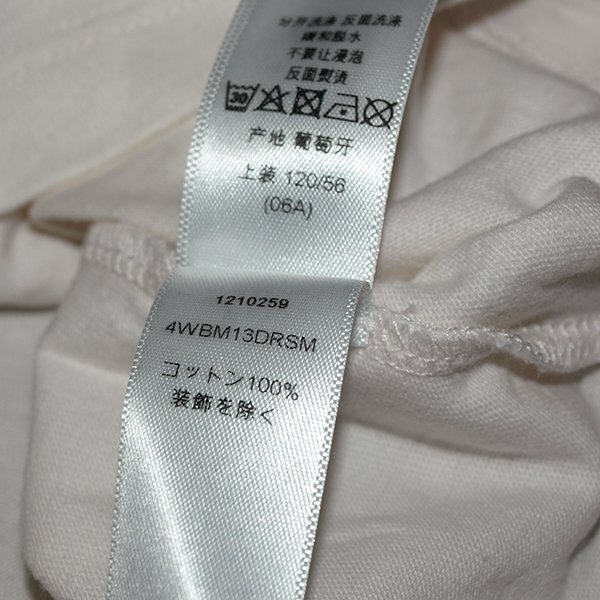 分开洗涤 反面洗涤
缓和脱水
不要让浸泡
反面熨烫
30
产地 葡萄牙
上装 120/56
(06A)
1210259
4WBM13DRSM
コットン100%
装飾を除く